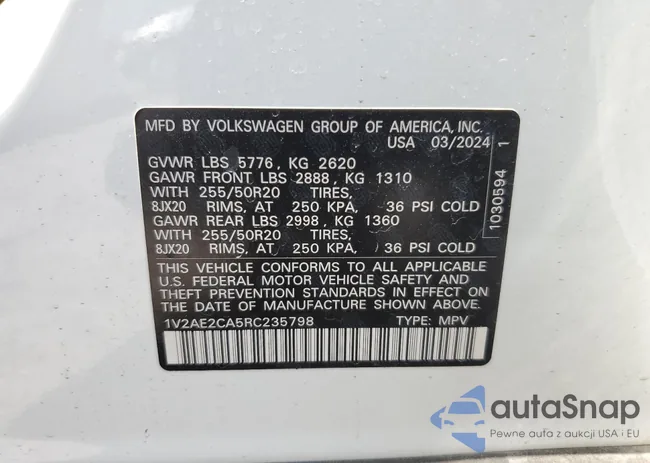 MFD BY VOLKSWAGEN GROUP OF AMERICA, INC.
USA 03/2024
GVWR LBS 5776, KG 2620
GAWR FRONT LBS 2888, KG 1310
WITH 255/50R20 TIRES,
8JX20 RIMS, AT 250 KPA, 36 PSI COLD
GAWR REAR LBS 2998, KG 1360
WITH 255/50R20 TIRES,
8JX20 RIMS, AT 250 KPA, 36 PSI COLD
THIS VEHICLE CONFORMS TO ALL APPLICABLE
U.S. FEDERAL MOTOR VEHICLE SAFETY AND
THEFT PREVENTION STANDARDS IN EFFECT ON
THE DATE OF MANUFACTURE SHOWN ABOVE.
1V2AE2CA5RC235798 TYPE: MPV
1030594 1
autaSnap
Pewne auta z aukcji USA i EU